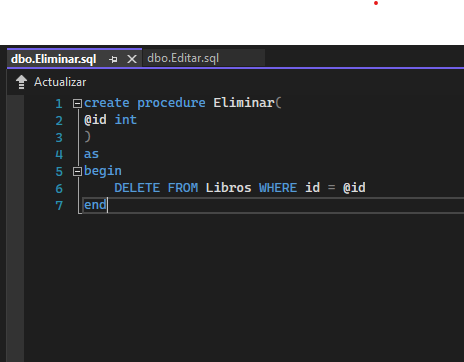 dbo.Eliminar.sql dbo.Editar.sql
Actualizar
1 create procedure Eliminar(
2 @id int
3 )
4 as
5 begin
6 DELETE FROM Libros WHERE id = @id
7 end